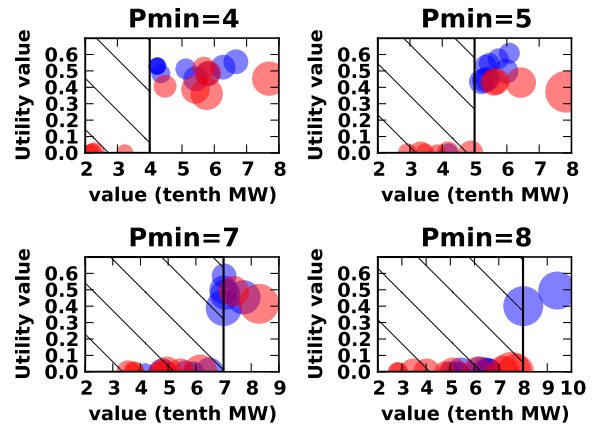 Pmin=4
Utility value
0.6
0.5
0.4
0.3
0.2
0.1
0.0
2 3 4 5 6 7 8
value (tenth MW)
Pmin=5
Utility value
0.6
0.5
0.4
0.3
0.2
0.1
0.0
2 3 4 5 6 7 8
value (tenth MW)
Pmin=7
Utility value
0.6
0.5
0.4
0.3
0.2
0.1
0.0
2 3 4 5 6 7 8 9
value (tenth MW)
Pmin=8
Utility value
0.6
0.5
0.4
0.3
0.2
0.1
0.0
2 3 4 5 6 7 8 9 10
value (tenth MW)